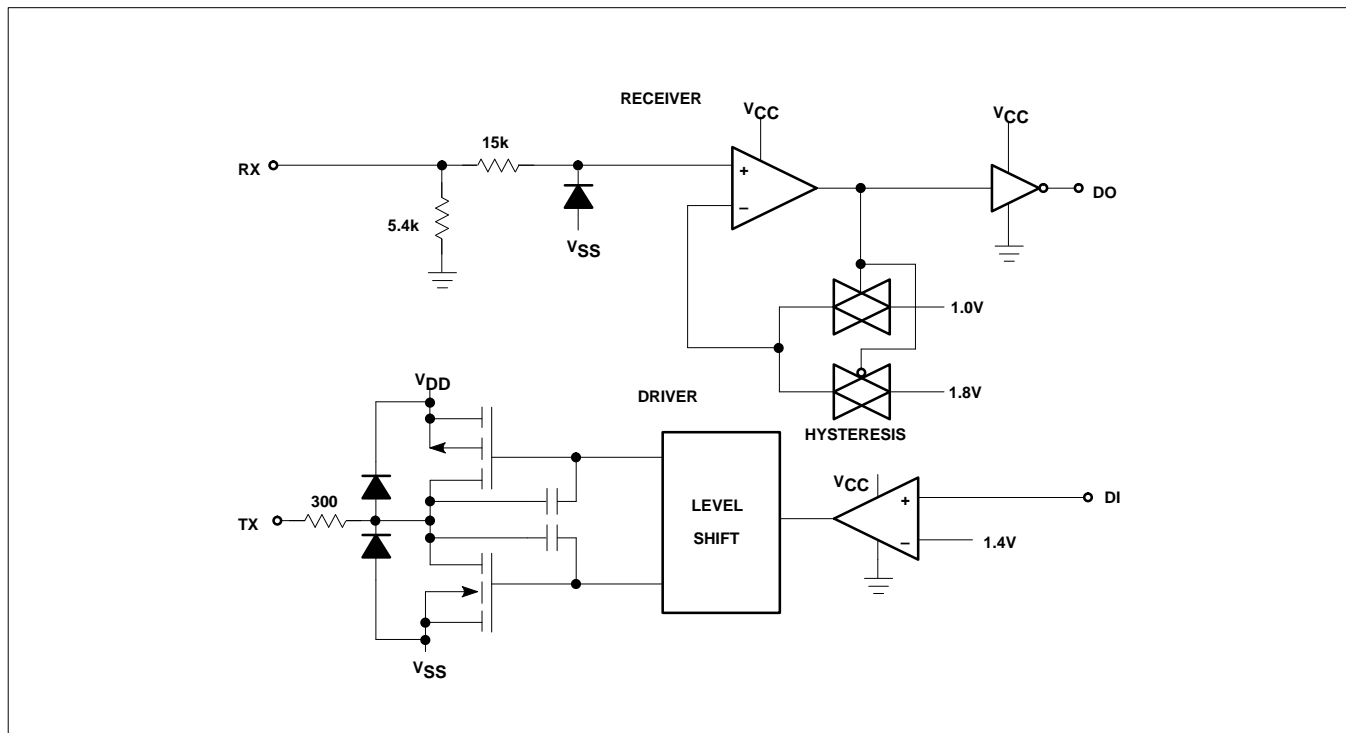 RECEIVER
VCC
VCC
15k
RX
+
−
DO
5.4k
VSS
1.0V
VDD
DRIVER
1.8V
HYSTERESIS
VCC
300
LEVEL
SHIFT
+
−
DI
TX
1.4V
VSS